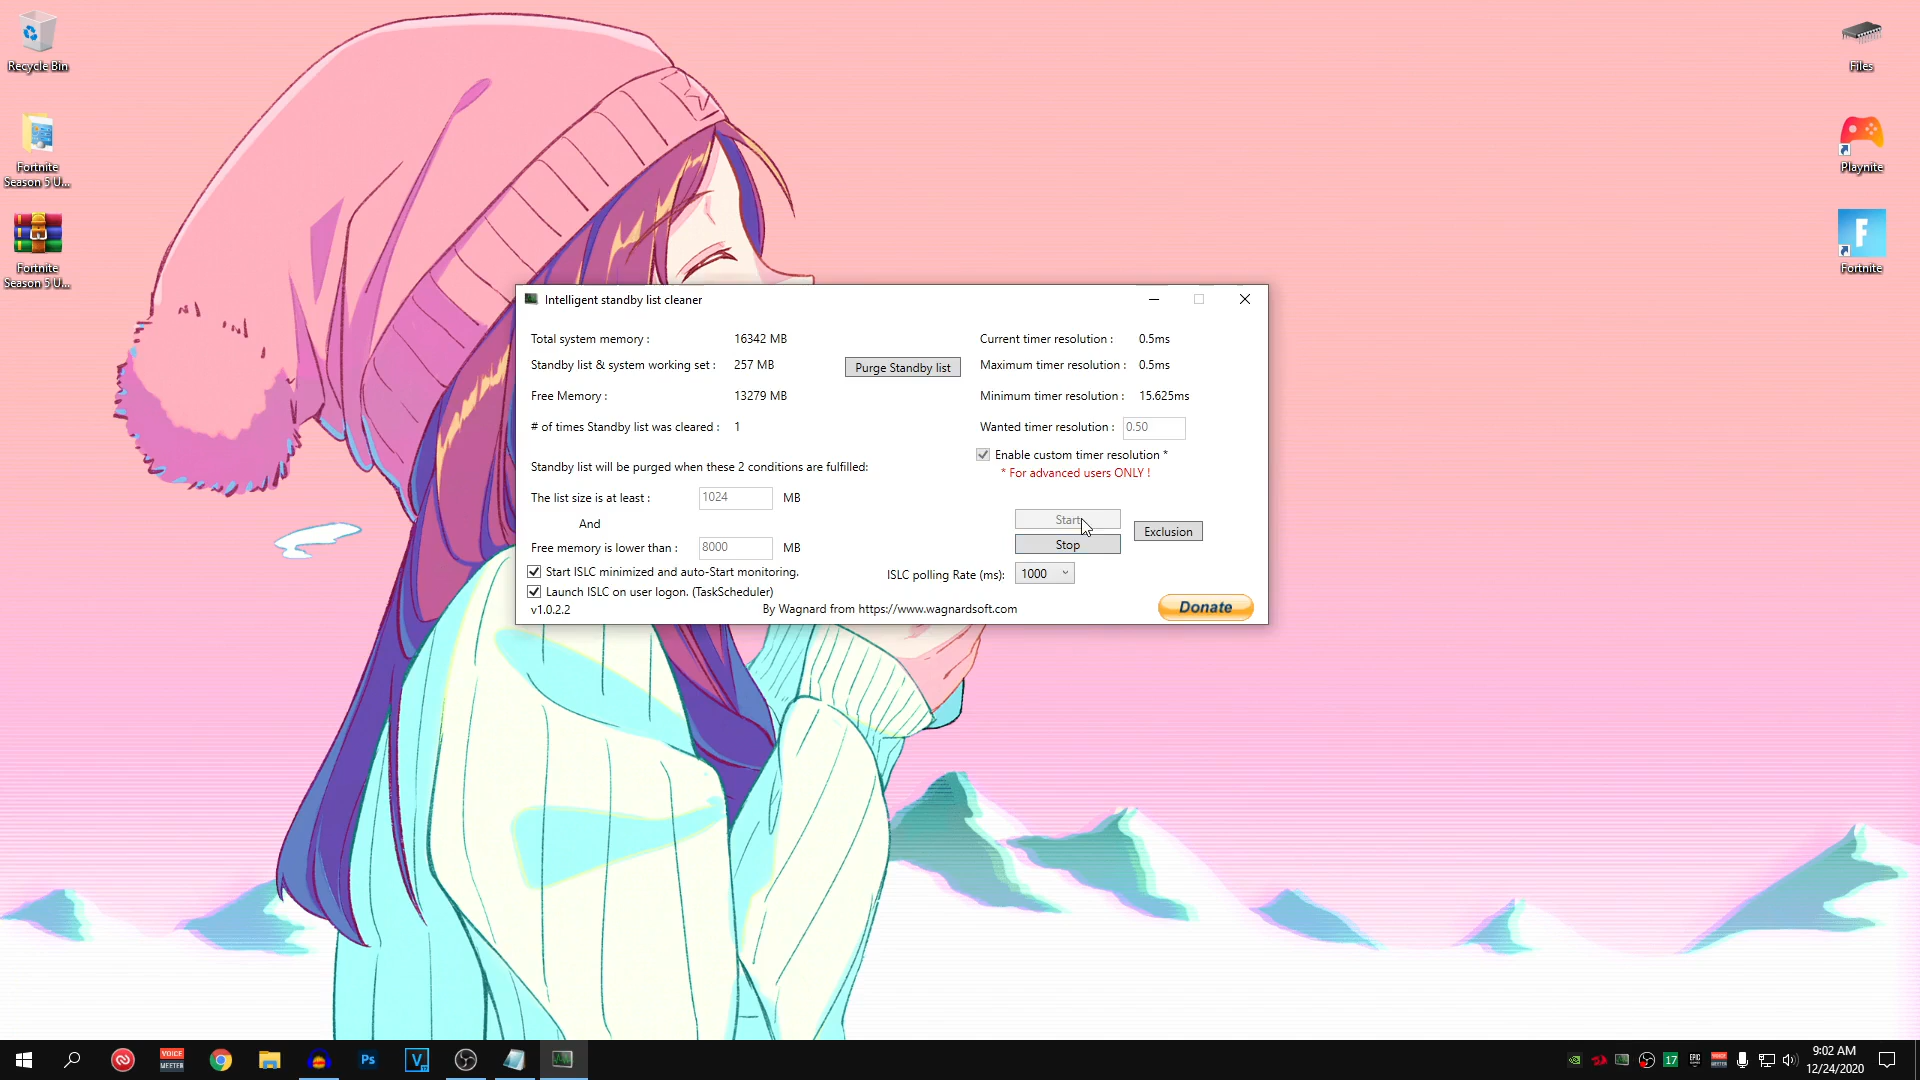 Recycle Bin
Fortnite
Season 5 U...
Fortnite
Season 5 U...
Files
Playnite
F
Fortnite
Intelligent standby list cleaner
Total system memory : 16342 MB
Standby list & system working set : 257 MB
Purge Standby list
Free Memory : 13279 MB
# of times Standby list was cleared : 1
Standby list will be purged when these 2 conditions are fulfilled:
The list size is at least : 1024 MB
And
Free memory is lower than : 8000 MB
Start ISLC minimized and auto-Start monitoring.
Launch ISLC on user logon. (TaskScheduler)
v1.0.2.2
By Wagnard from https://www.wagnardsoft.com
Current timer resolution : 0.5ms
Maximum timer resolution : 0.5ms
Minimum timer resolution : 15.625ms
Wanted timer resolution : 0.50
Enable custom timer resolution *
* For advanced users ONLY !
Start
Stop
Exclusion
ISLC polling Rate (ms): 1000
Donate
VOICE
MEETER
Ps
V
17
EPIC
9:02 AM
12/24/2020